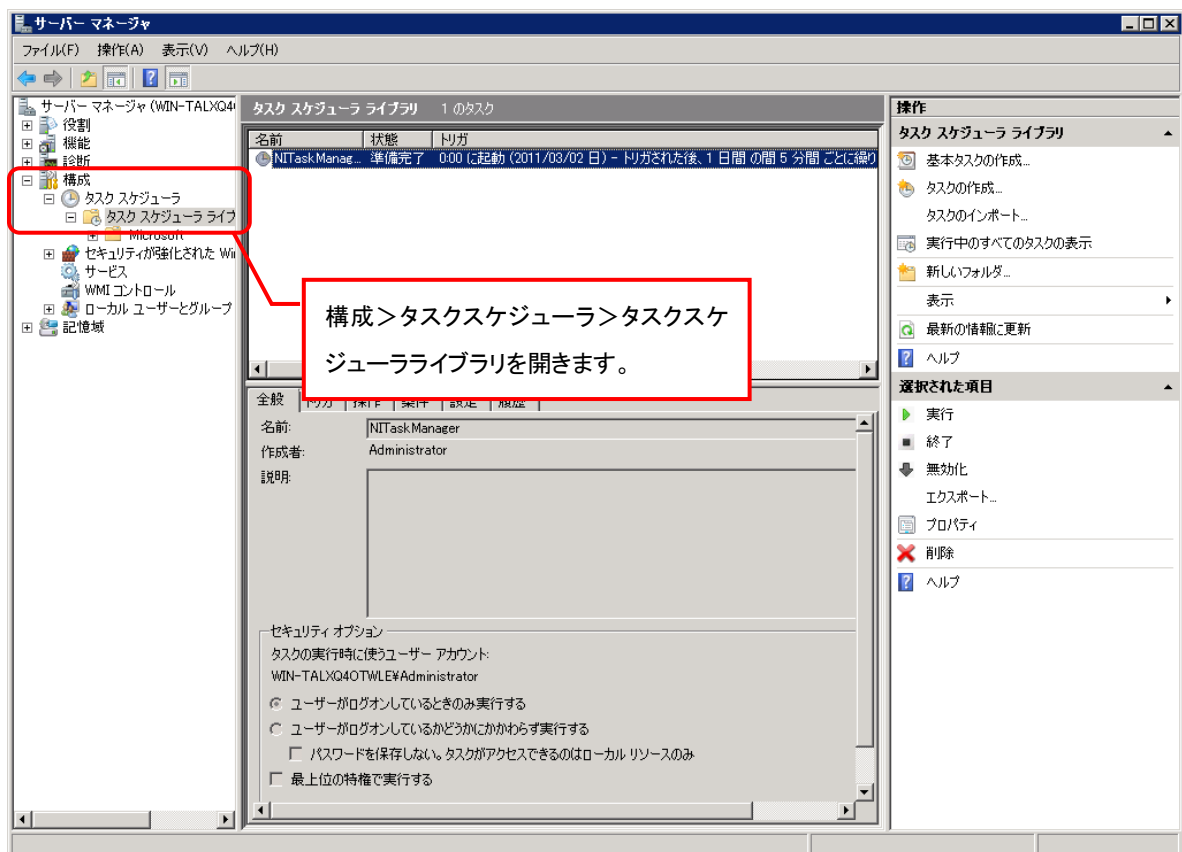 サーバー マネージャ
ファイル(F) 操作(A) 表示(V) ヘルプ(H)
サーバー マネージャ (WIN-TALXQ4
役割
機能
診断
構成
タスク スケジューラ
タスク スケジューラ ライブ
Microsoft
セキュリティが強化された Wi
サービス
WMI コントロール
ローカル ユーザーとグループ
記憶域
タスク スケジューラ ライブラリ 1 のタスク
名前 状態 トリガ
NITaskManag... 準備完了 0:00 に起動 (2011/03/02 日) - トリガされた後、1 日間 の間 5 分間 ごとに繰り
構成＞タスクスケジューラ＞タスクスケ
ジューラライブラリを開きます。
全般 トリガ 操作 条件 設定 履歴
名前: NITaskManager
作成者: Administrator
説明:
セキュリティ オプション
タスクの実行時に使うユーザー アカウント:
WIN-TALXQ4OTWLE¥Administrator
ユーザーがログオンしているときのみ実行する
ユーザーがログオンしているかどうかにかかわらず実行する
パスワードを保存しない。タスクがアクセスできるのはローカル リソースのみ
最上位の特権で実行する
操作
タスク スケジューラ ライブラリ
基本タスクの作成...
タスクの作成...
タスクのインポート...
実行中のすべてのタスクの表示
新しいフォルダ...
表示
最新の情報に更新
ヘルプ
選択された項目
実行
終了
無効化
エクスポート...
プロパティ
削除
ヘルプ